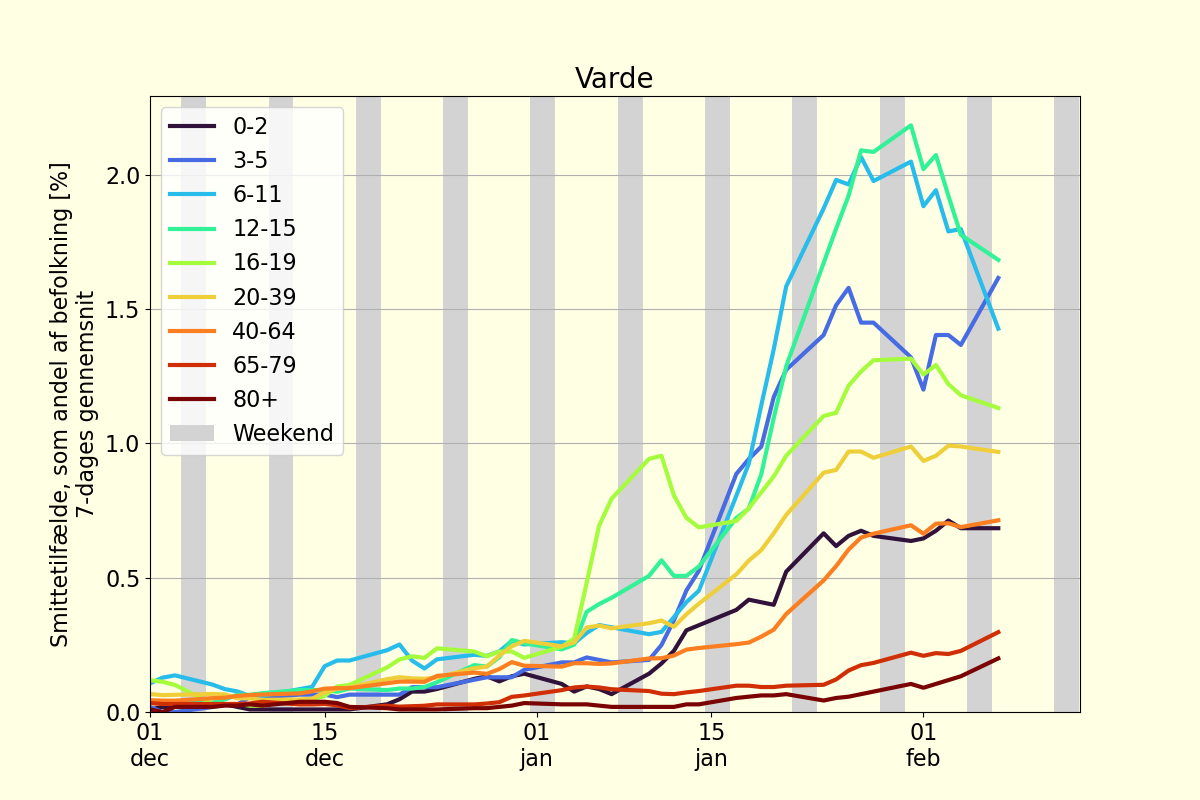 Varde
Smittetilfælde, som andel af befolkning [%]
7-dages gennemsnit
2.0
1.5
1.0
0.5
0.0
0-2
3-5
6-11
12-15
16-19
20-39
40-64
65-79
80+
Weekend
01
dec
15
dec
01
jan
15
jan
01
feb